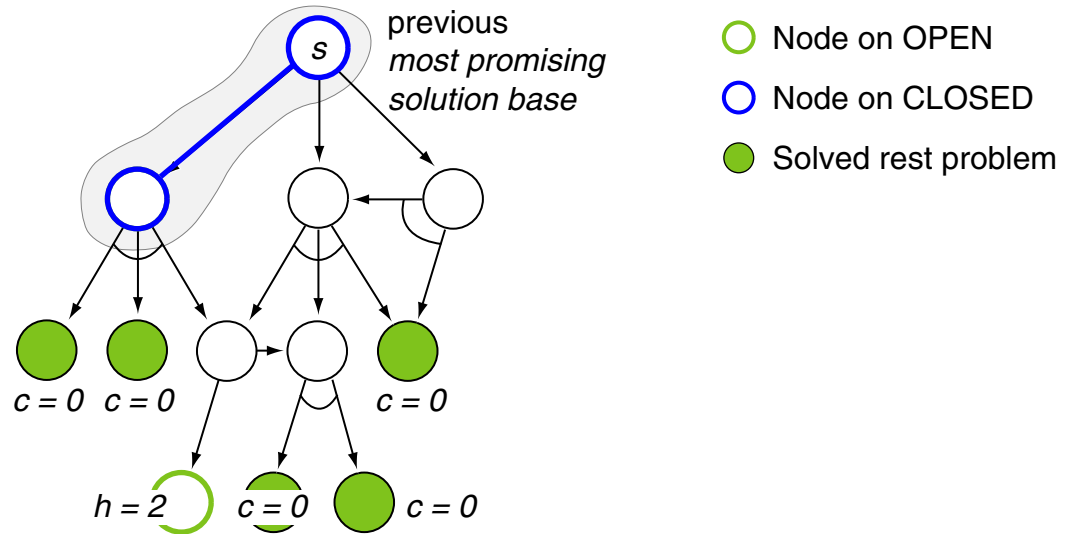 s
previous
most promising
solution base
Node on OPEN
Node on CLOSED
Solved rest problem
c = 0
c = 0
c = 0
h = 2
c = 0
c = 0